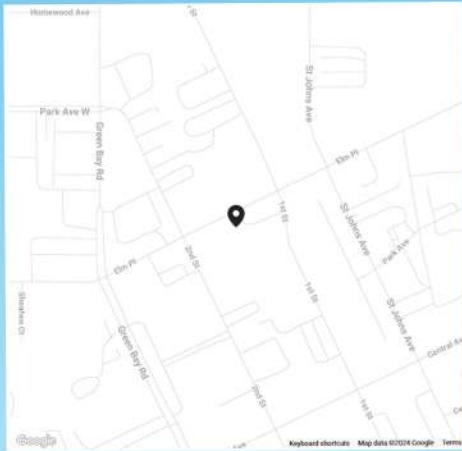 Homewood Ave
St
St Johns Ave
Park Ave W
Green Bay Rd
Elm Pl
1st St
St Johns Ave
2nd St
Park Ave
Elm Pl
1st St
Sheahen Ct
St Johns Ave
Green Bay Rd
Central Av
2nd St
1st St
Google
Keyboard shortcuts Map data ©2024 Google Terms